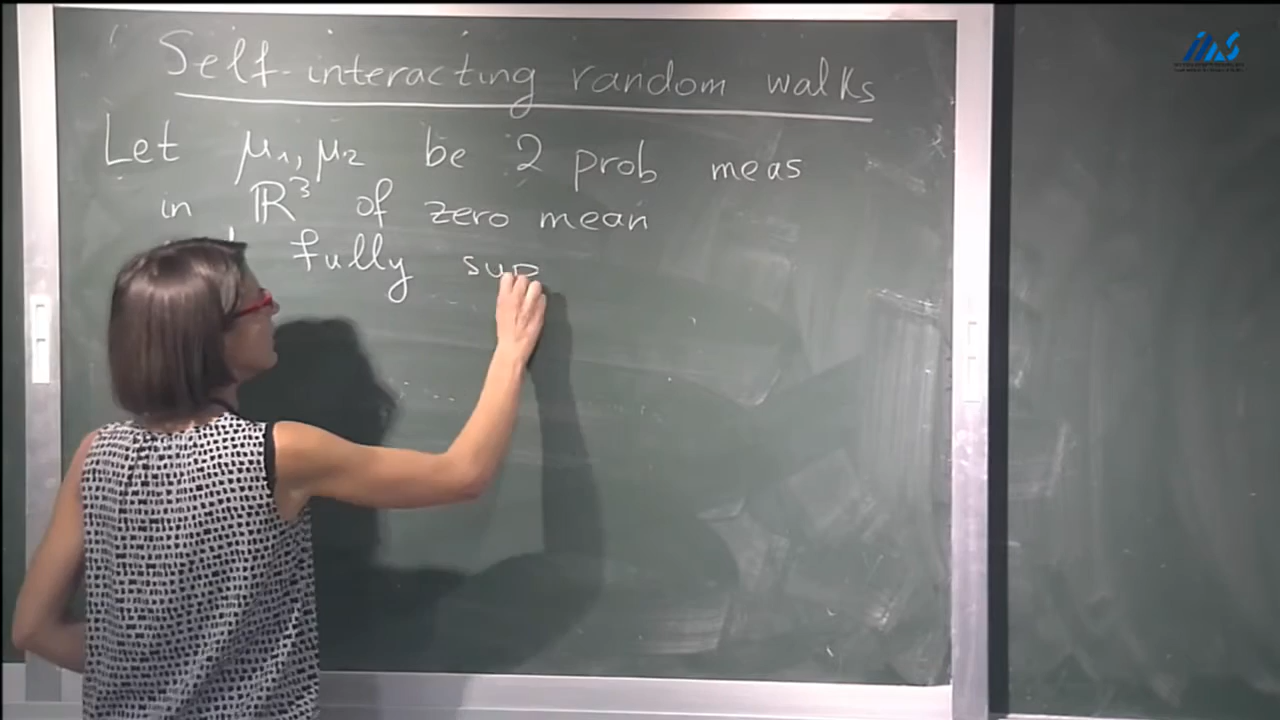 Self-interacting random walks
Let μ1, μ2 be 2 prob meas
in ℝ³ of zero mean
fully sup